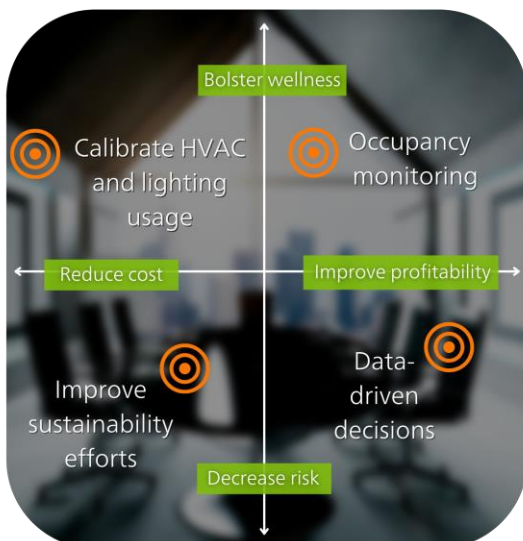 Bolster wellness
Calibrate HVAC
and lighting
usage
Occupancy
monitoring
Reduce cost
Improve profitability
Improve
sustainability
efforts
Data-
driven
decisions
Decrease risk